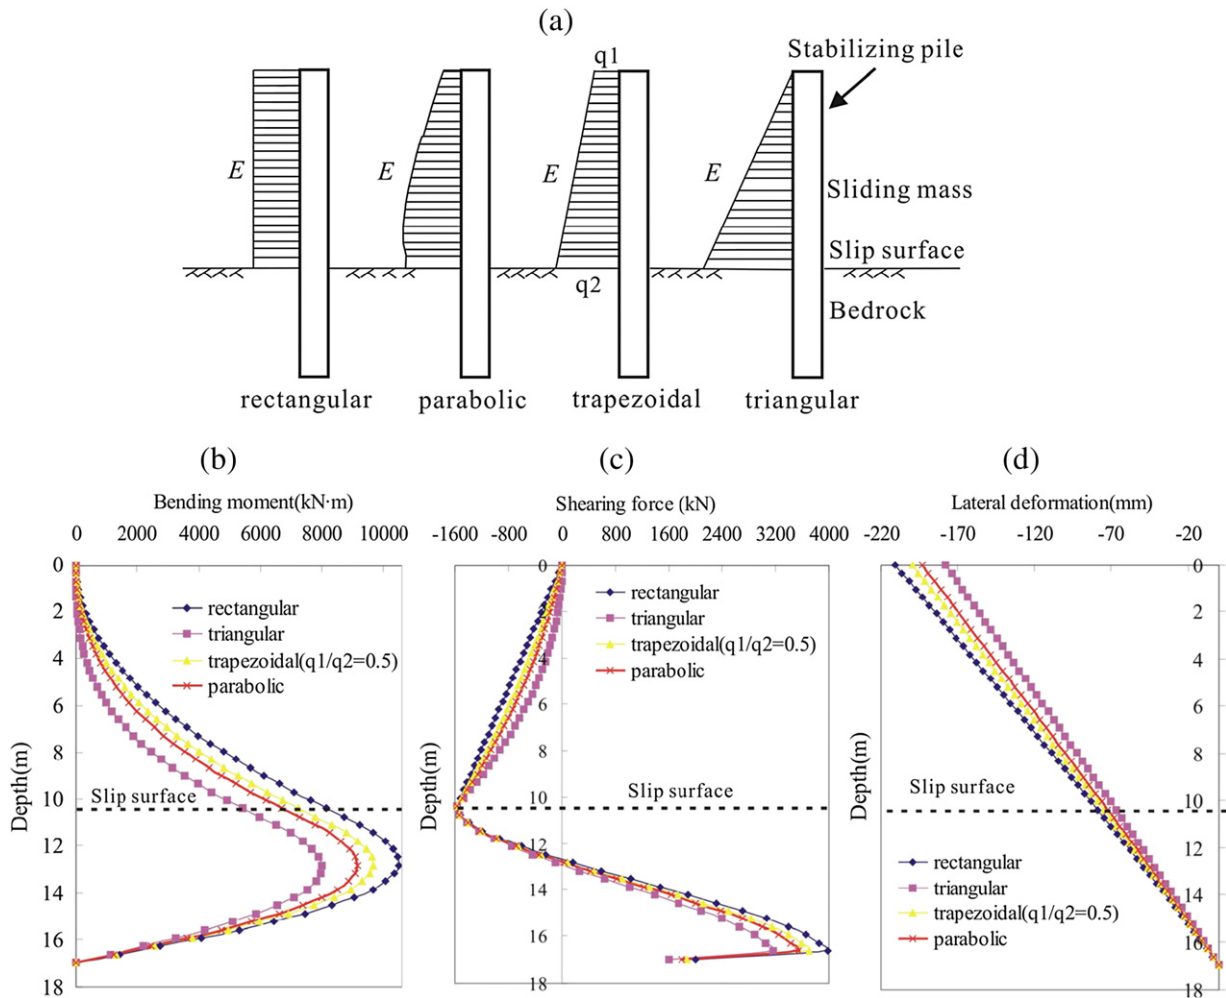 (a)
q1
Stabilizing pile
E
E
E
E
Sliding mass
Slip surface
q2
Bedrock
rectangular
parabolic
trapezoidal
triangular
(b)
Bending moment(kN·m)
0 2000 4000 6000 8000 10000
0
2
4
6
8
10
12
14
16
18
Depth(m)
rectangular
triangular
trapezoidal(q1/q2=0.5)
parabolic
Slip surface
(c)
Shearing force (kN)
-1600 -800 0 800 1600 2400 3200 4000
0
2
4
6
8
10
12
14
16
18
Depth(m)
rectangular
triangular
trapezoidal(q1/q2=0.5)
parabolic
Slip surface
(d)
Lateral deformation(mm)
-220 -170 -120 -70 -20
0
2
4
6
8
10
12
14
16
18
Depth(m)
Slip surface
rectangular
triangular
trapezoidal(q1/q2=0.5)
parabolic